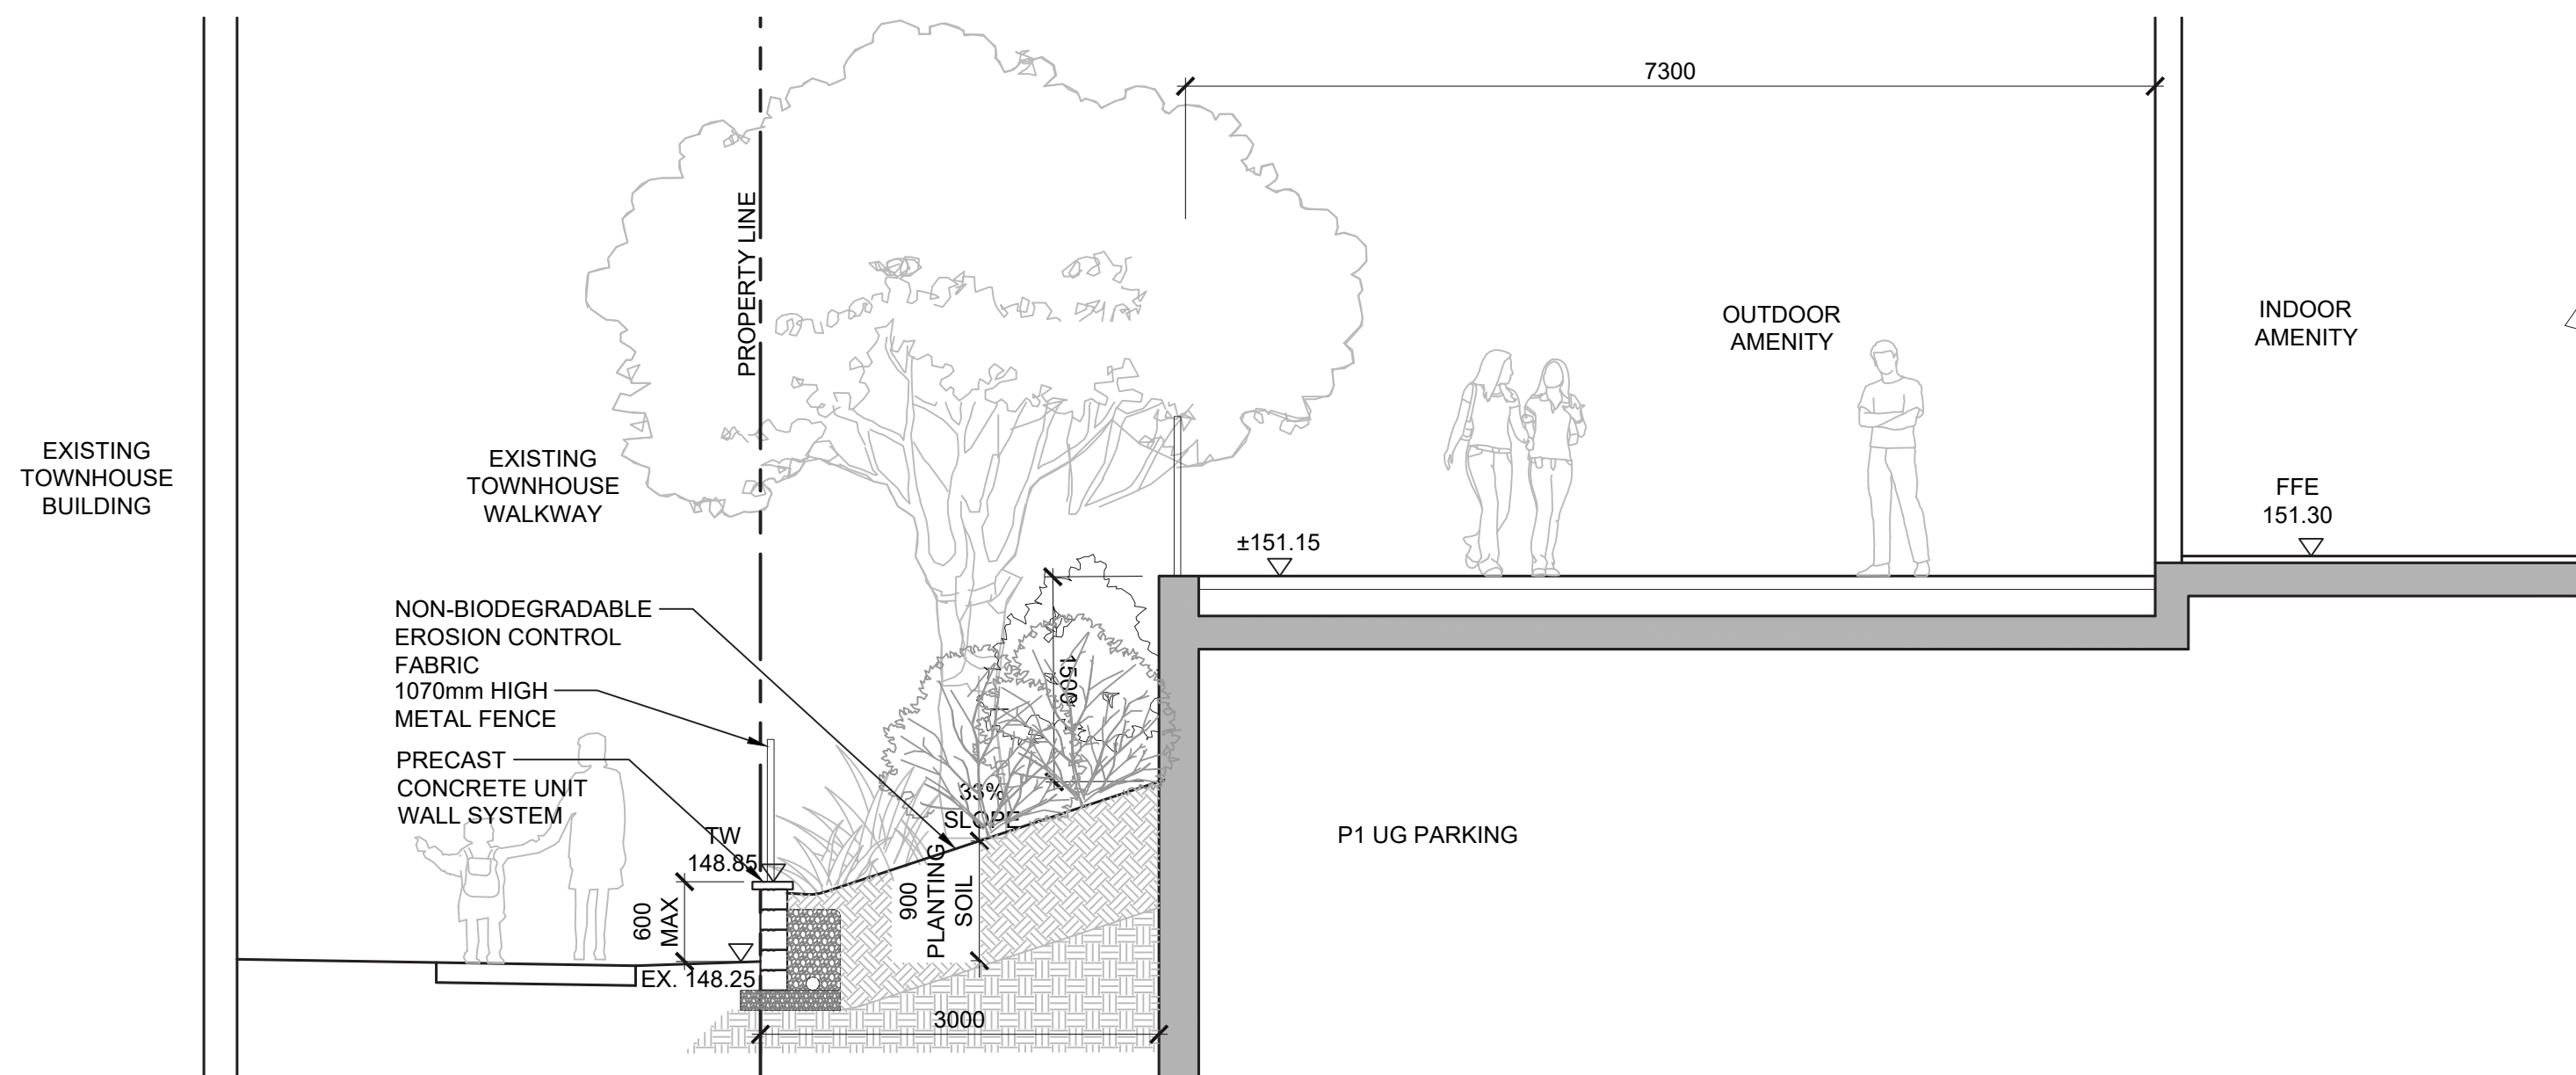 7300
PROPERTY LINE
OUTDOOR
AMENITY
INDOOR
AMENITY
EXISTING
TOWNHOUSE
BUILDING
EXISTING
TOWNHOUSE
WALKWAY
FFE
151.30
±151.15
NON-BIODEGRADABLE
EROSION CONTROL
FABRIC
1070mm HIGH
METAL FENCE
PRECAST
CONCRETE UNIT
WALL SYSTEM
1500
33%
SLOPE
TW
148.85
P1 UG PARKING
600
MAX
900
PLANTING
SOIL
EX. 148.25
3000